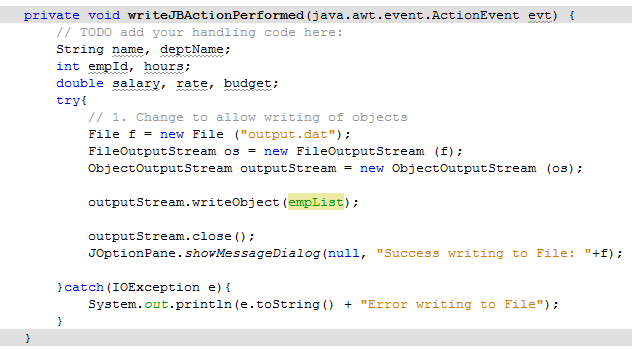 private void writeJBActionPerformed(java.awt.event.ActionEvent evt) {
// TODO add your handling code here:
String name, deptName;
int empId, hours;
double salary, rate, budget;
try{
// 1. Change to allow writing of objects
File f = new File ("output.dat");
FileOutputStream os = new FileOutputStream (f);
ObjectOutputStream outputStream = new ObjectOutputStream (os);
outputStream.writeObject(empList);
outputStream.close();
JOptionPane.showMessageDialog(null, "Success writing to File: "+f);
}catch(IOException e){
System.out.println(e.toString() + "Error writing to File");
}
}